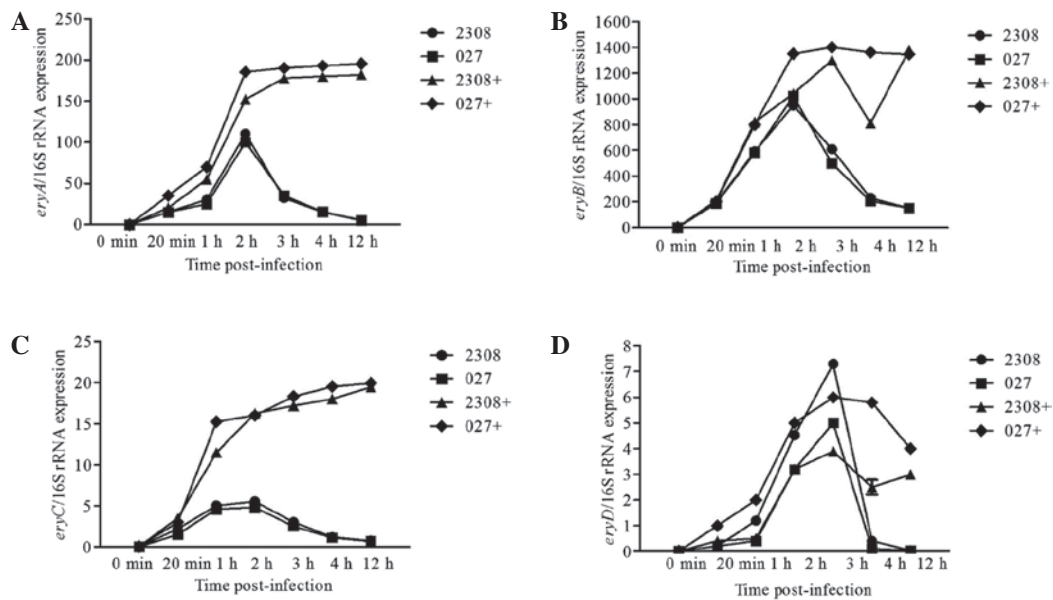 A
eryA/16S rRNA expression
250
200
150
100
50
0
0 min 20 min 1 h 2 h 3 h 4 h 12 h
Time post-infection
2308
027
2308+
027+
B
eryB/16S rRNA expression
1600
1400
1200
1000
800
600
400
200
0
0 min 20 min 1 h 2 h 3 h 4 h 12 h
Time post-infection
2308
027
2308+
027+
C
eryC/16S rRNA expression
25
20
15
10
5
0
0 min 20 min 1 h 2 h 3 h 4 h 12 h
Time post-infection
2308
027
2308+
027+
D
eryD/16S rRNA expression
8
7
6
5
4
3
2
1
0
0 min 20 min 1 h 2 h 3 h 4 h 12 h
Time post-infection
2308
027
2308+
027+